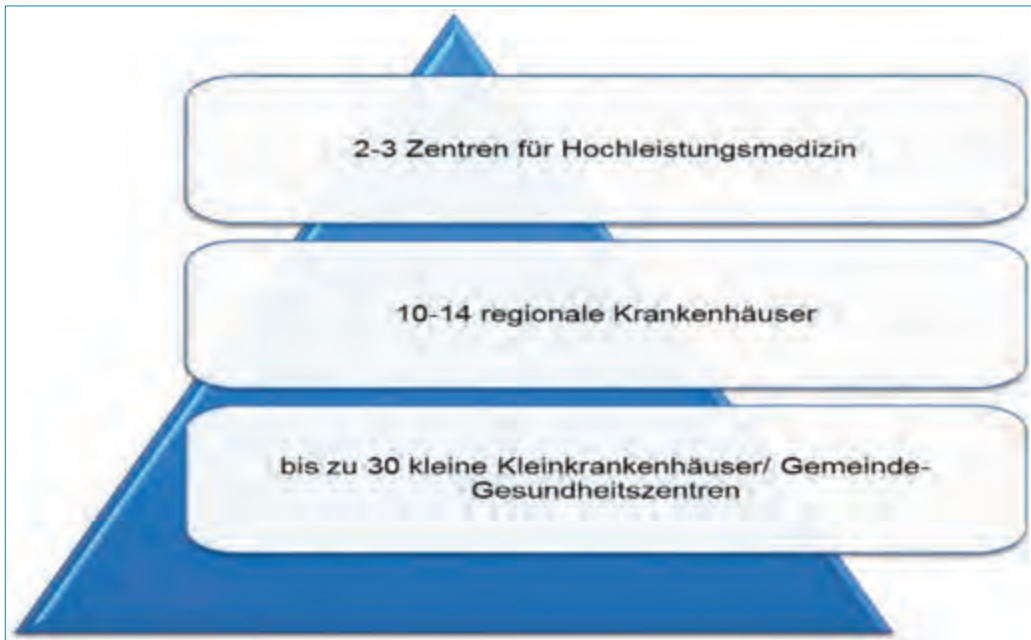 2-3 Zentren für Hochleistungsmedizin
10-14 regionale Krankenhäuser
bis zu 30 kleine Kleinkrankenhäuser/ Gemeinde-
Gesundheitszentren